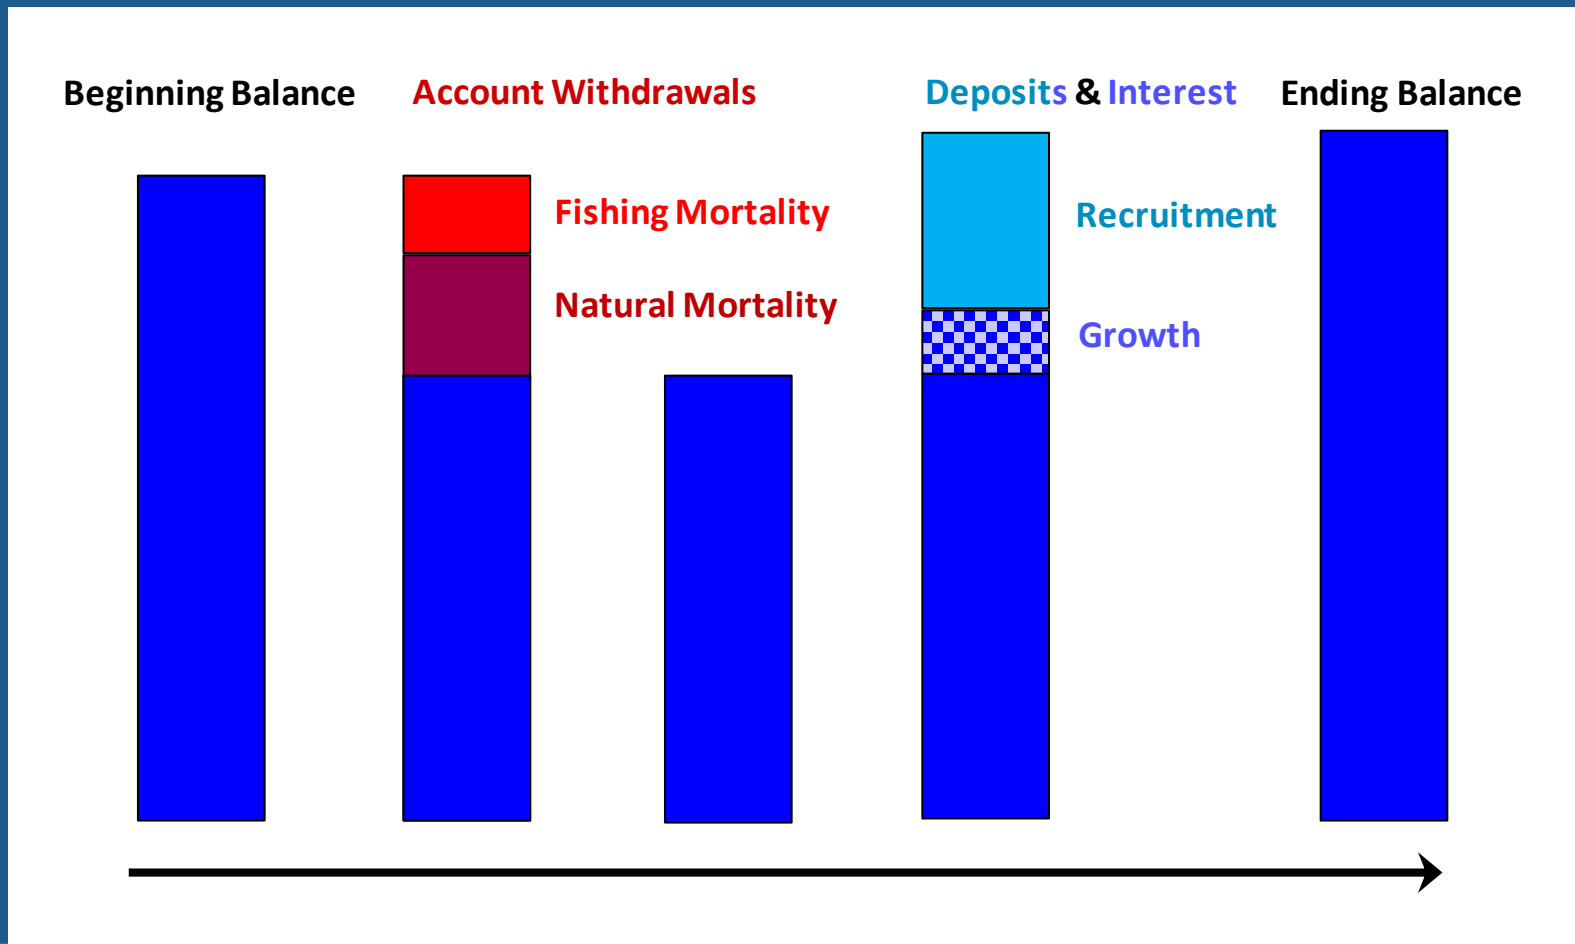 Beginning Balance
Account Withdrawals
Deposits & Interest
Ending Balance
Fishing Mortality
Natural Mortality
Recruitment
Growth